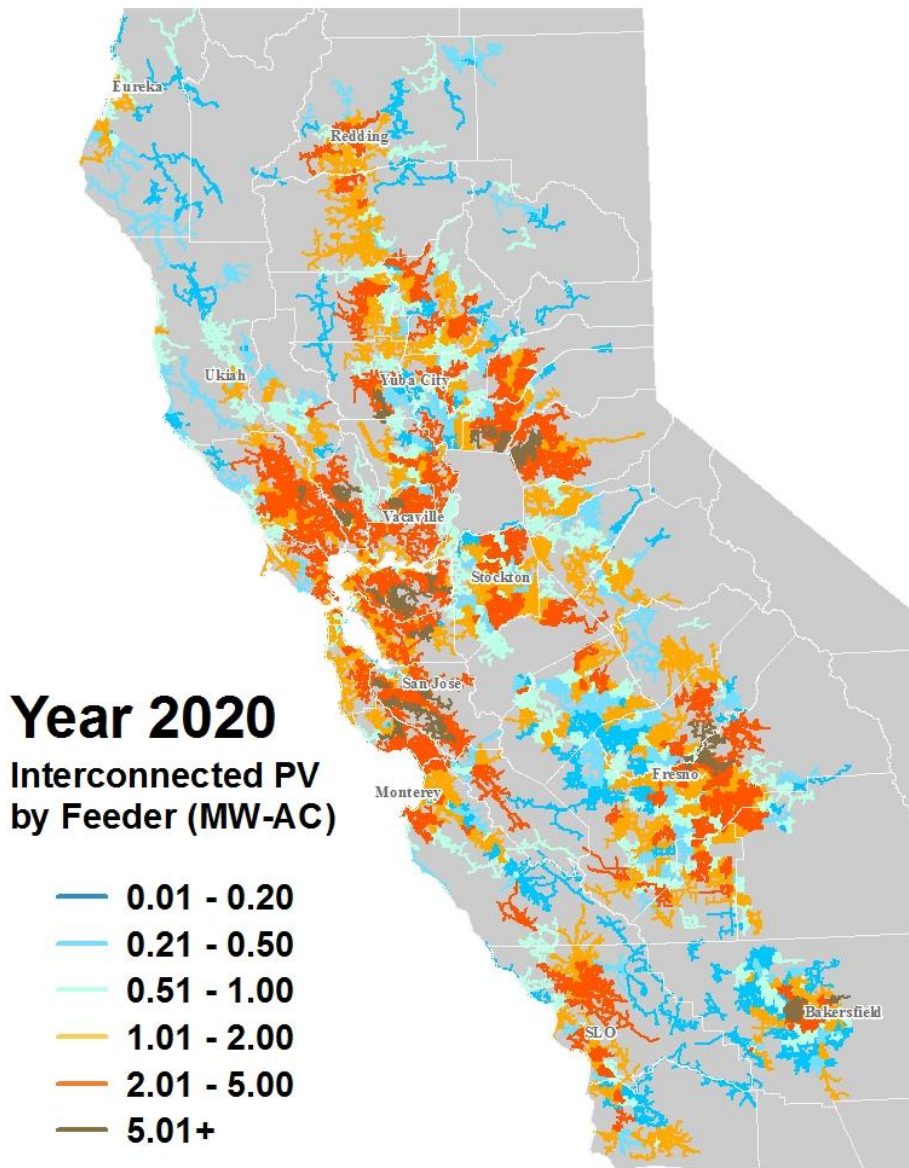 Eureka
Redding
Ukiah
Yuba City
Vacaville
Stockton
San Jose
Fresno
Monterey
SLO
Bakersfield
Year 2020
Interconnected PV
by Feeder (MW-AC)
0.01 - 0.20
0.21 - 0.50
0.51 - 1.00
1.01 - 2.00
2.01 - 5.00
5.01+